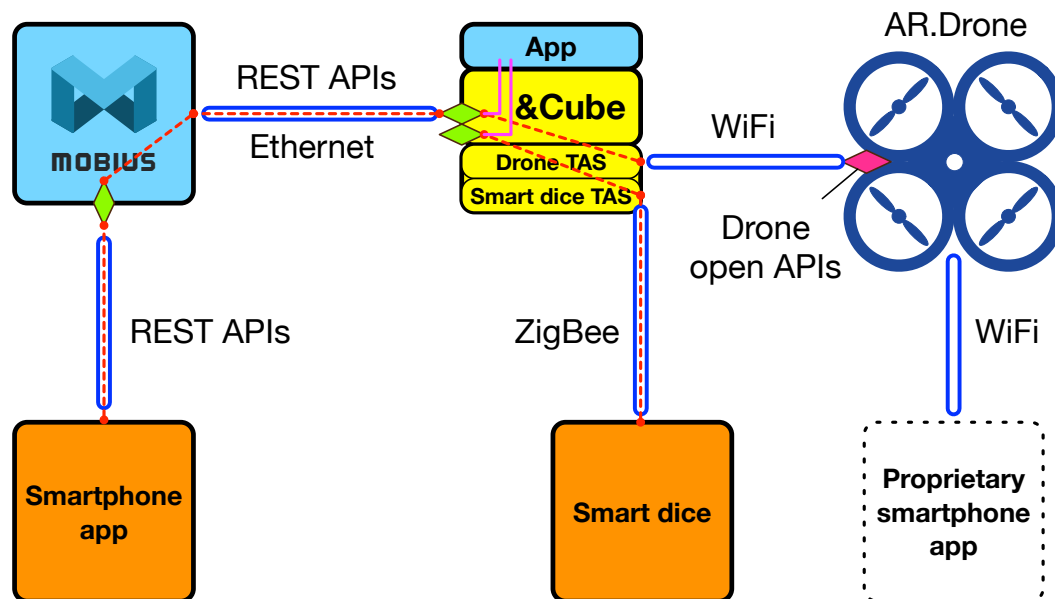 AR.Drone
App
REST APIs
&Cube
WiFi
Ethernet
MOBIUS
Drone TAS
Smart dice TAS
Drone
open APIs
REST APIs
ZigBee
WiFi
Smartphone
app
Smart dice
Proprietary
smartphone
app